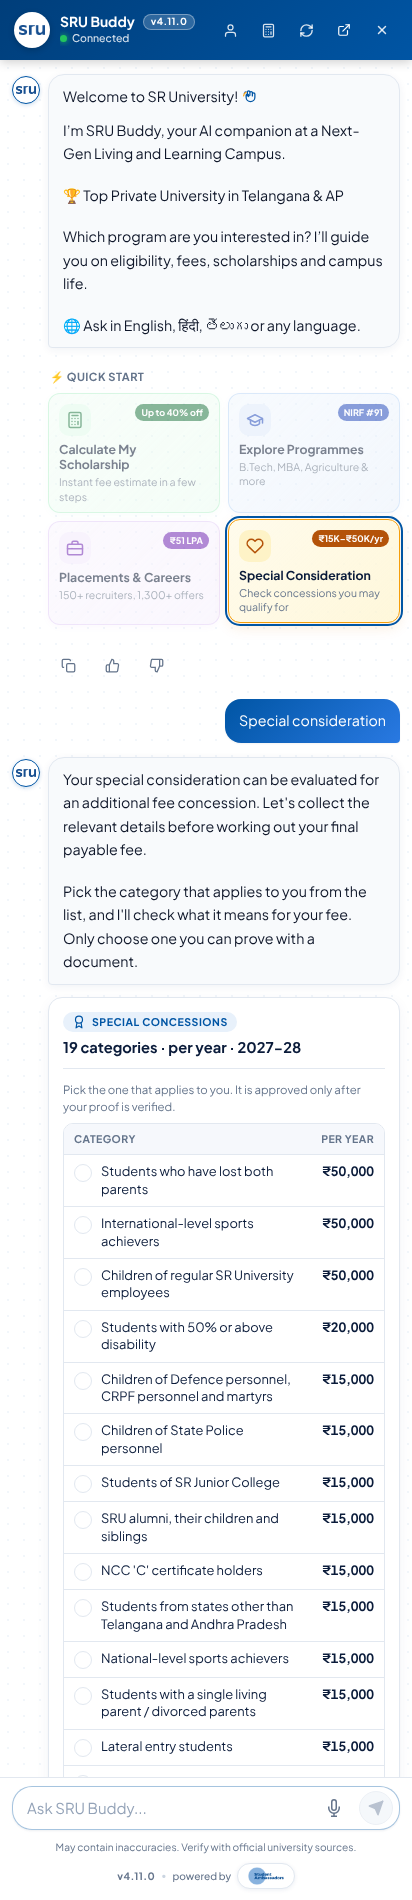 sru
SRU Buddy v4.11.0
Connected
sru
Welcome to SR University!
I'm SRU Buddy, your AI companion at a Next-
Gen Living and Learning Campus.
🏆 Top Private University in Telangana & AP
Which program are you interested in? I'll guide
you on eligibility, fees, scholarships and campus
life.
🌐 Ask in English, हिंदी, తెలుగు or any language.
⚡ QUICK START
Up to 40% off
Calculate My
Scholarship
Instant fee estimate in a few
steps
NIRF #91
Explore Programmes
B.Tech, MBA, Agriculture &
more
₹51 LPA
Placements & Careers
150+ recruiters, 1,300+ offers
₹15K–₹50K/yr
Special Consideration
Check concessions you may
qualify for
Special consideration
sru
Your special consideration can be evaluated for
an additional fee concession. Let's collect the
relevant details before working out your final
payable fee.
Pick the category that applies to you from the
list, and I'll check what it means for your fee.
Only choose one you can prove with a
document.
SPECIAL CONCESSIONS
19 categories · per year · 2027–28
Pick the one that applies to you. It is approved only after
your proof is verified.
CATEGORY PER YEAR
Students who have lost both ₹50,000
parents
International-level sports ₹50,000
achievers
Children of regular SR University ₹50,000
employees
Students with 50% or above ₹20,000
disability
Children of Defence personnel, ₹15,000
CRPF personnel and martyrs
Children of State Police ₹15,000
personnel
Students of SR Junior College ₹15,000
SRU alumni, their children and ₹15,000
siblings
NCC 'C' certificate holders ₹15,000
Students from states other than ₹15,000
Telangana and Andhra Pradesh
National-level sports achievers ₹15,000
Students with a single living ₹15,000
parent / divorced parents
Lateral entry students ₹15,000
Ask SRU Buddy...
May contain inaccuracies. Verify with official university sources.
v4.11.0 • powered by
Student
Ambassadors